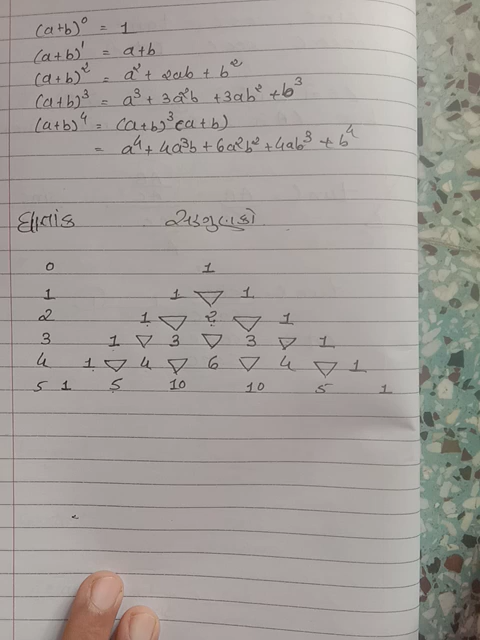 (a+b)⁰ = 1
(a+b)¹ = a+b
(a+b)² = a² + 2ab + b²
(a+b)³ = a³ + 3a²b + 3ab² + b³
(a+b)⁴ = (a+b)³(a+b)
= a⁴ + 4a³b + 6a²b² + 4ab³ + b⁴
ઘાતાંક સહગુણકો
0 1
1 1 1
2 1 2 1
3 1 3 3 1
4 1 4 6 4 1
5 1 5 10 10 5 1